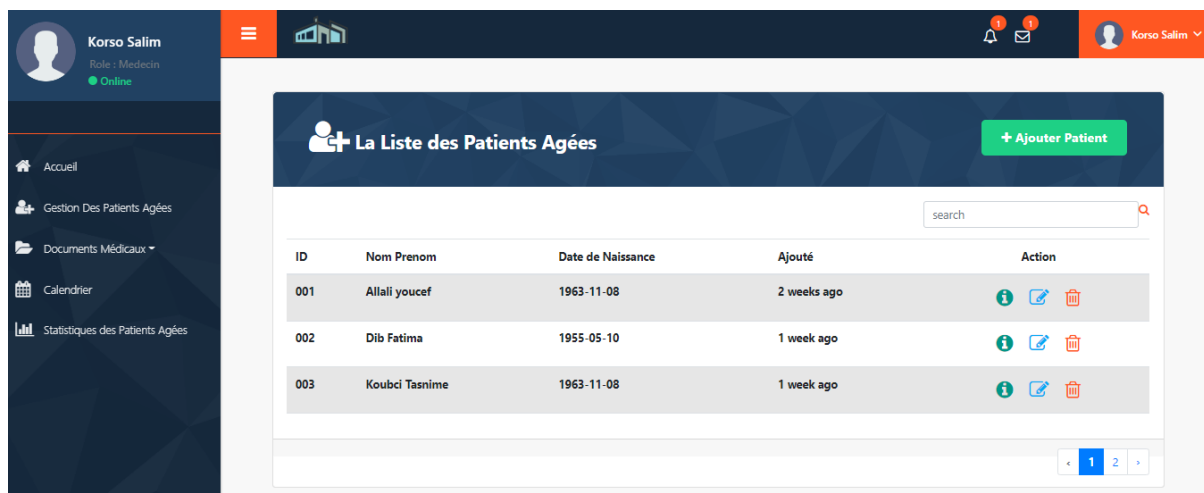 Korso Salim
Role : Medecin
Online
Accueil
Gestion Des Patients Agées
Documents Médicaux
Calendrier
Statistiques des Patients Agées
1 1
Korso Salim
La Liste des Patients Agées
+ Ajouter Patient
search
ID Nom Prenom Date de Naissance Ajouté Action
001 Allali youcef 1963-11-08 2 weeks ago
002 Dib Fatima 1955-05-10 1 week ago
003 Koubci Tasnime 1963-11-08 1 week ago
‹ 1 2 ›